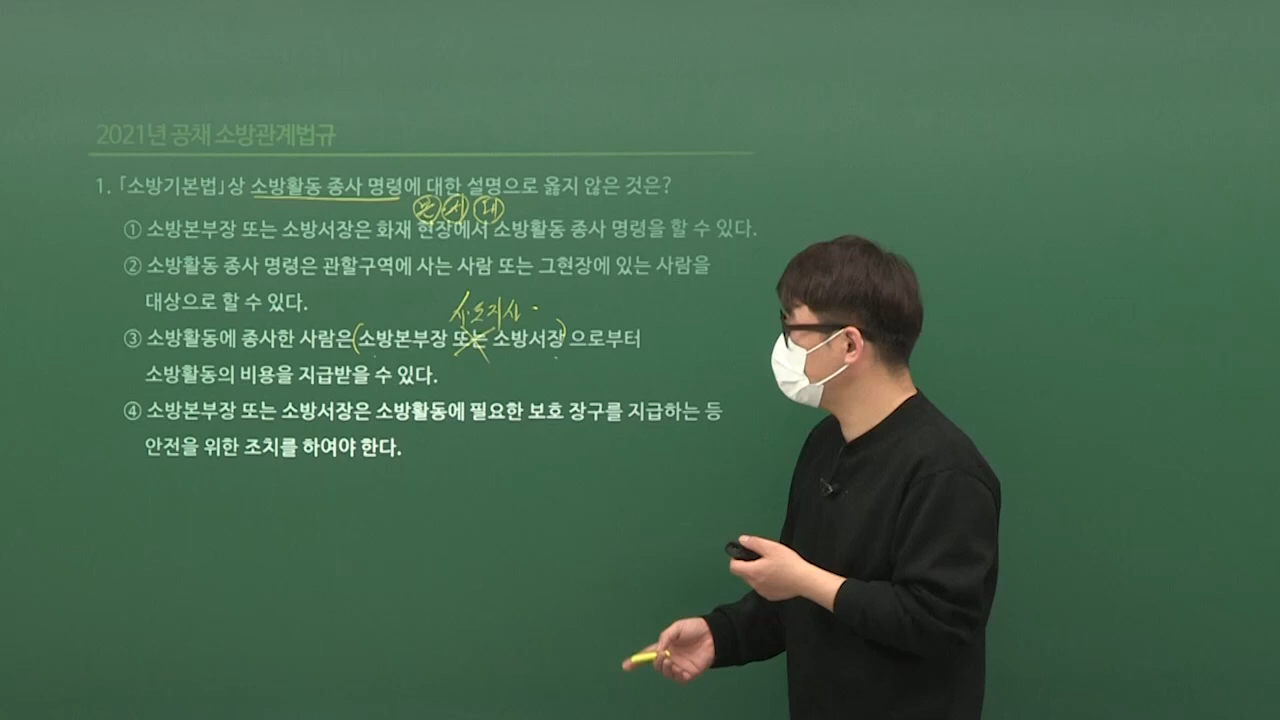 2021년 공채 소방관계법규
1. 「소방기본법」상 소방활동 종사 명령에 대한 설명으로 옳지 않은 것은?
본 서 대
① 소방본부장 또는 소방서장은 화재 현장에서 소방활동 종사 명령을 할 수 있다.
② 소방활동 종사 명령은 관할구역에 사는 사람 또는 그현장에 있는 사람을
대상으로 할 수 있다.
시·도지사
③ 소방활동에 종사한 사람은(소방본부장 또는 소방서장)으로부터
소방활동의 비용을 지급받을 수 있다.
④ 소방본부장 또는 소방서장은 소방활동에 필요한 보호 장구를 지급하는 등
안전을 위한 조치를 하여야 한다.